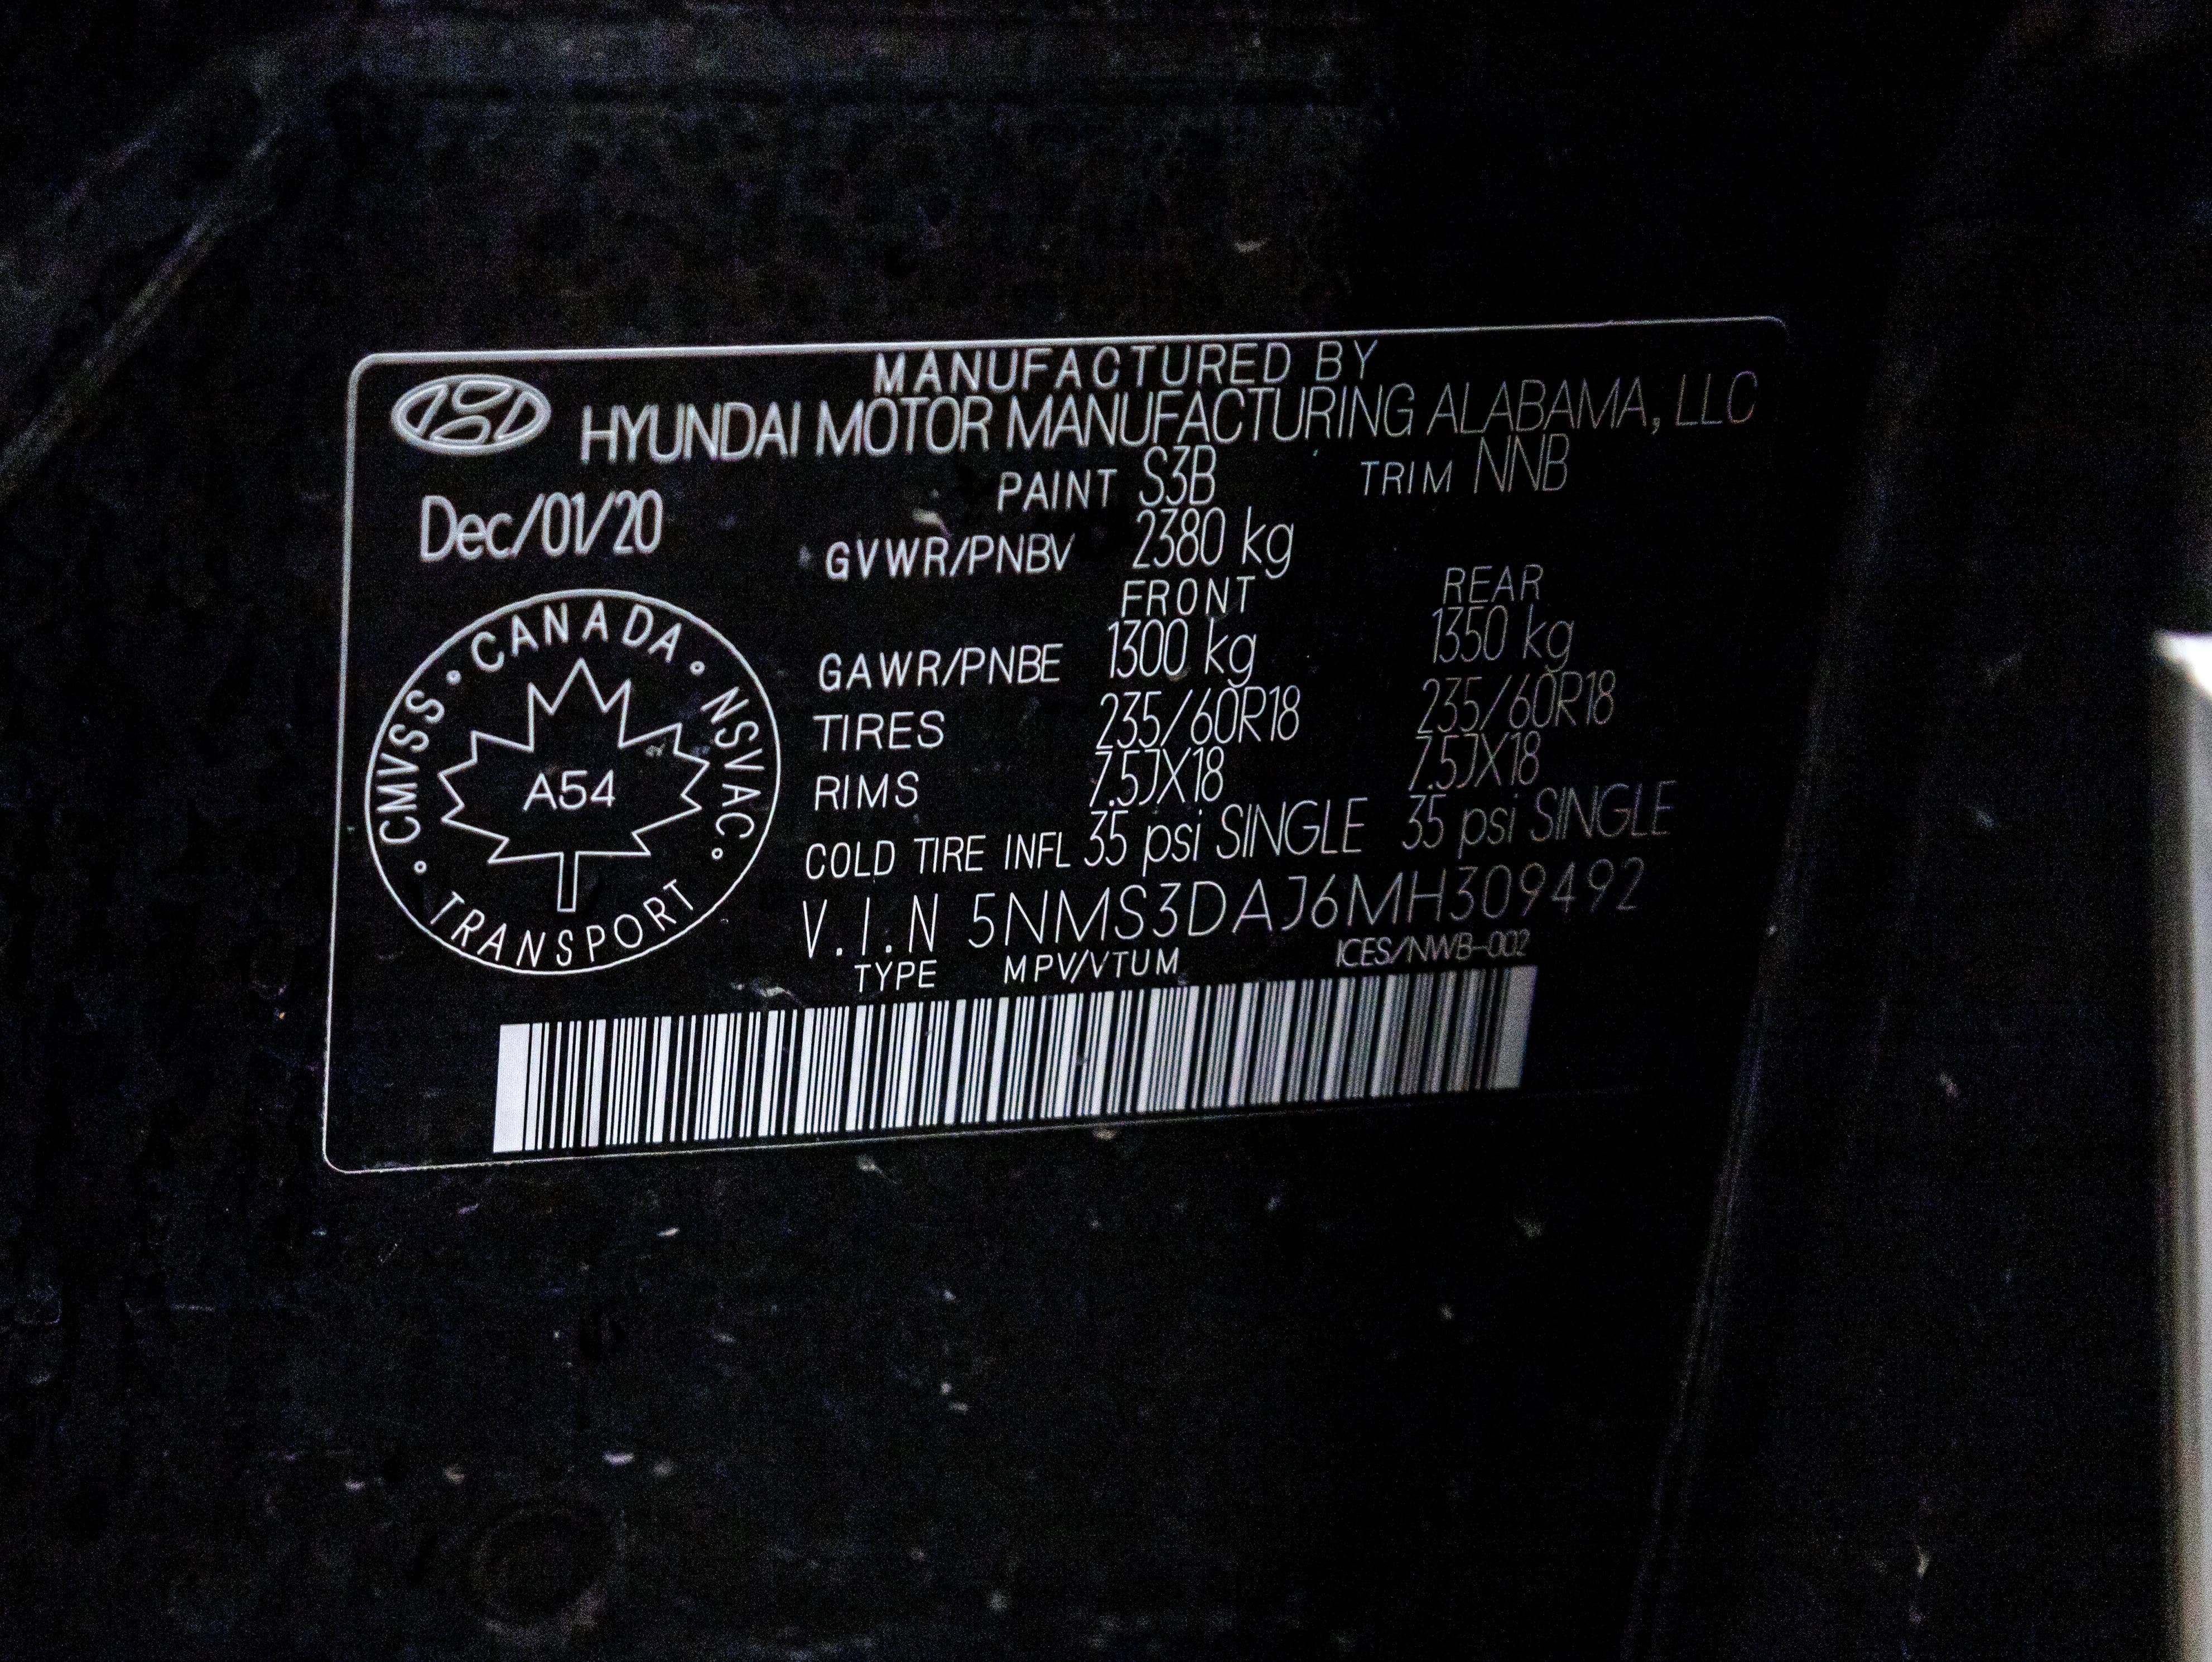 MANUFACTURED BY
HYUNDAI MOTOR MANUFACTURING ALABAMA, LLC
PAINT S3B TRIM NNB
Dec/01/20
GVWR/PNBV 2380 kg
FRONT REAR
GAWR/PNBE 1300 kg 1350 kg
TIRES 235/60R18 235/60R18
RIMS 7.5JX18 7.5JX18
COLD TIRE INFL 35 psi SINGLE 35 psi SINGLE
V.I.N 5NMS3DAJ6MH309492
TYPE MPV/VTUM ICES/NWB-002
CMVSS · CANADA · NSVAC · TRANSPORT ·
A54